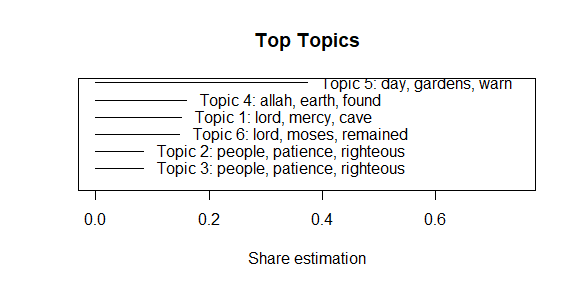 Top Topics
Topic 5: day, gardens, warn
Topic 4: allah, earth, found
Topic 1: lord, mercy, cave
Topic 6: lord, moses, remained
Topic 2: people, patience, righteous
Topic 3: people, patience, righteous
0.0 0.2 0.4 0.6
Share estimation